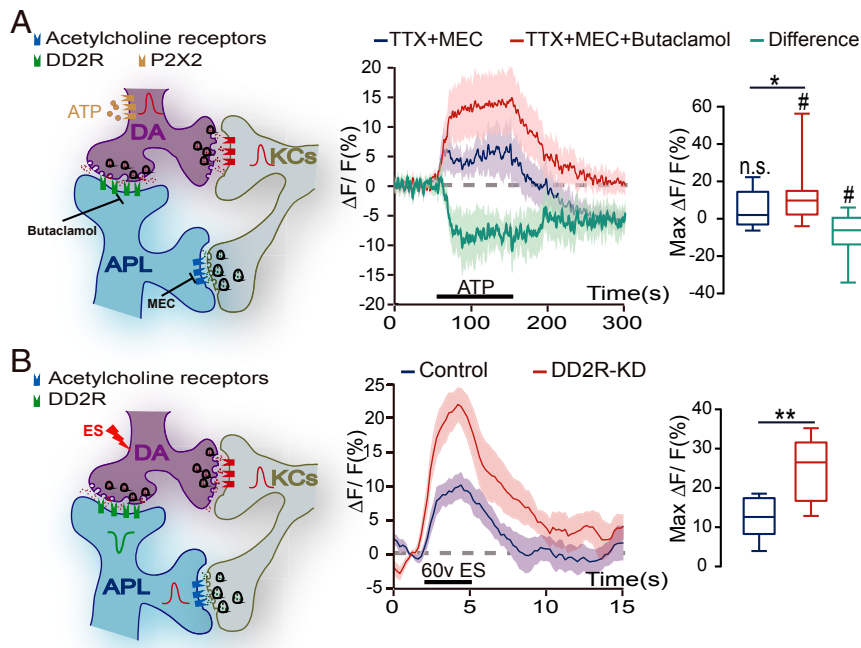 A
Acetylcholine receptors
DD2R P2X2
ATP
DA
KCs
Butaclamol
APL
MEC
TTX+MEC TTX+MEC+Butaclamol Difference
ΔF/ F(%)
20
15
10
5
0
-5
-10
-15
-20
ATP
Time(s)
0 100 200 300
Max ΔF/ F(%)
60
40
20
0
-20
-40
*
n.s.
#
#
B
Acetylcholine receptors
DD2R
ES
DA
KCs
APL
Control DD2R-KD
ΔF/ F(%)
25
20
15
10
5
0
-5
60v ES
Time(s)
0 5 10 15
Max ΔF/ F(%)
40
30
20
10
0
**